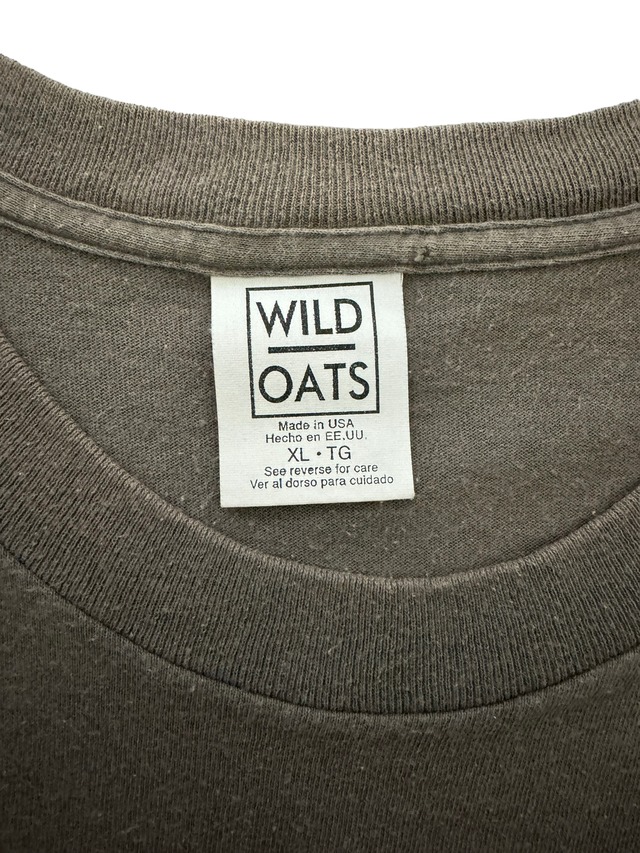 WILD
OATS
Made in USA
Hecho en EE.UU.
XL • TG
See reverse for care
Ver al dorso para cuidado